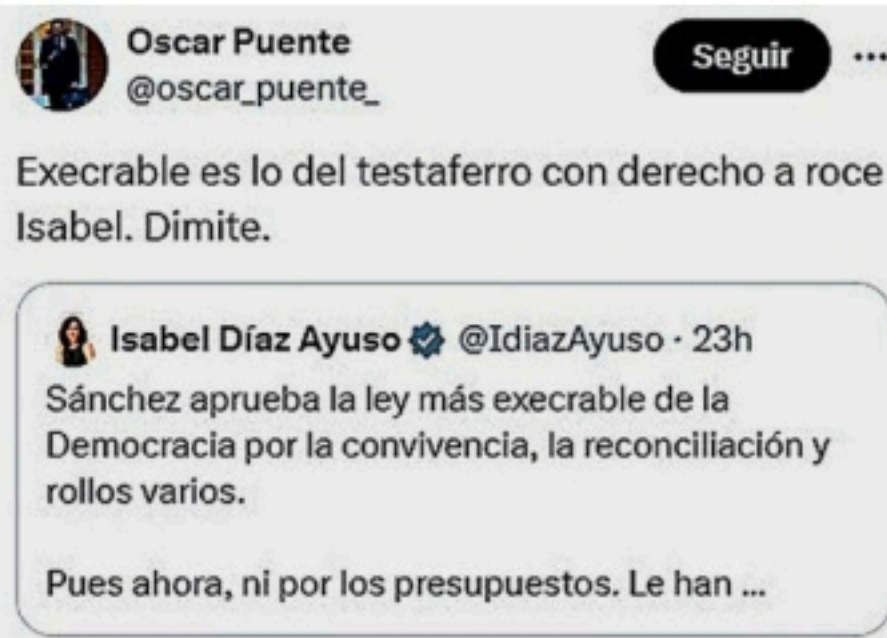 Oscar Puente
Seguir ...
@oscar_puente_
Execrable es lo del testaferro con derecho a roce
Isabel. Dimite.
Isabel Díaz Ayuso @IdiazAyuso · 23h
Sánchez aprueba la ley más execrable de la
Democracia por la convivencia, la reconciliación y
rollos varios.
Pues ahora, ni por los presupuestos. Le han ...